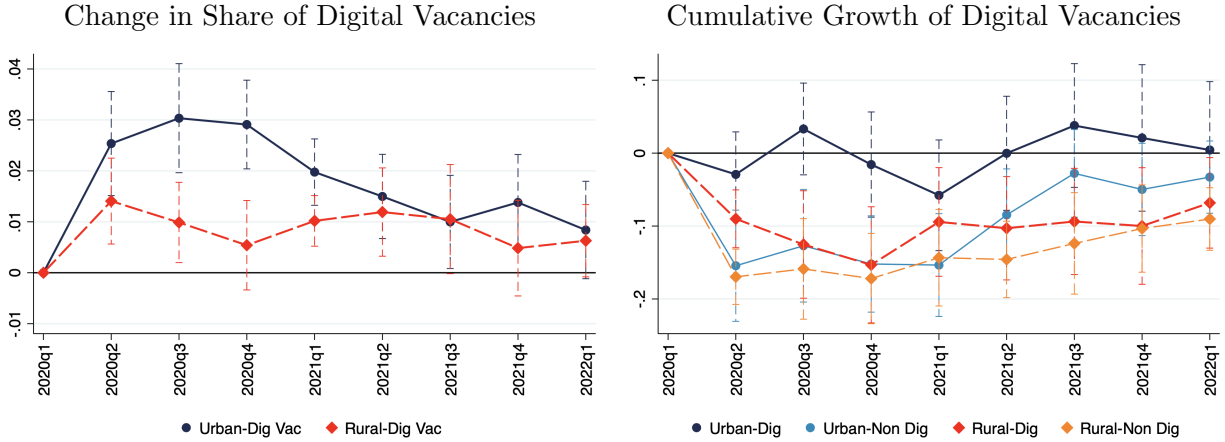 Change in Share of Digital Vacancies
.04
.03
.02
.01
0
-.01
2020q1
2020q2
2020q3
2020q4
2021q1
2021q2
2021q3
2021q4
2022q1
Urban-Dig Vac
Rural-Dig Vac
Cumulative Growth of Digital Vacancies
.1
0
-.1
-.2
2020q1
2020q2
2020q3
2020q4
2021q1
2021q2
2021q3
2021q4
2022q1
Urban-Dig
Urban-Non Dig
Rural-Dig
Rural-Non Dig